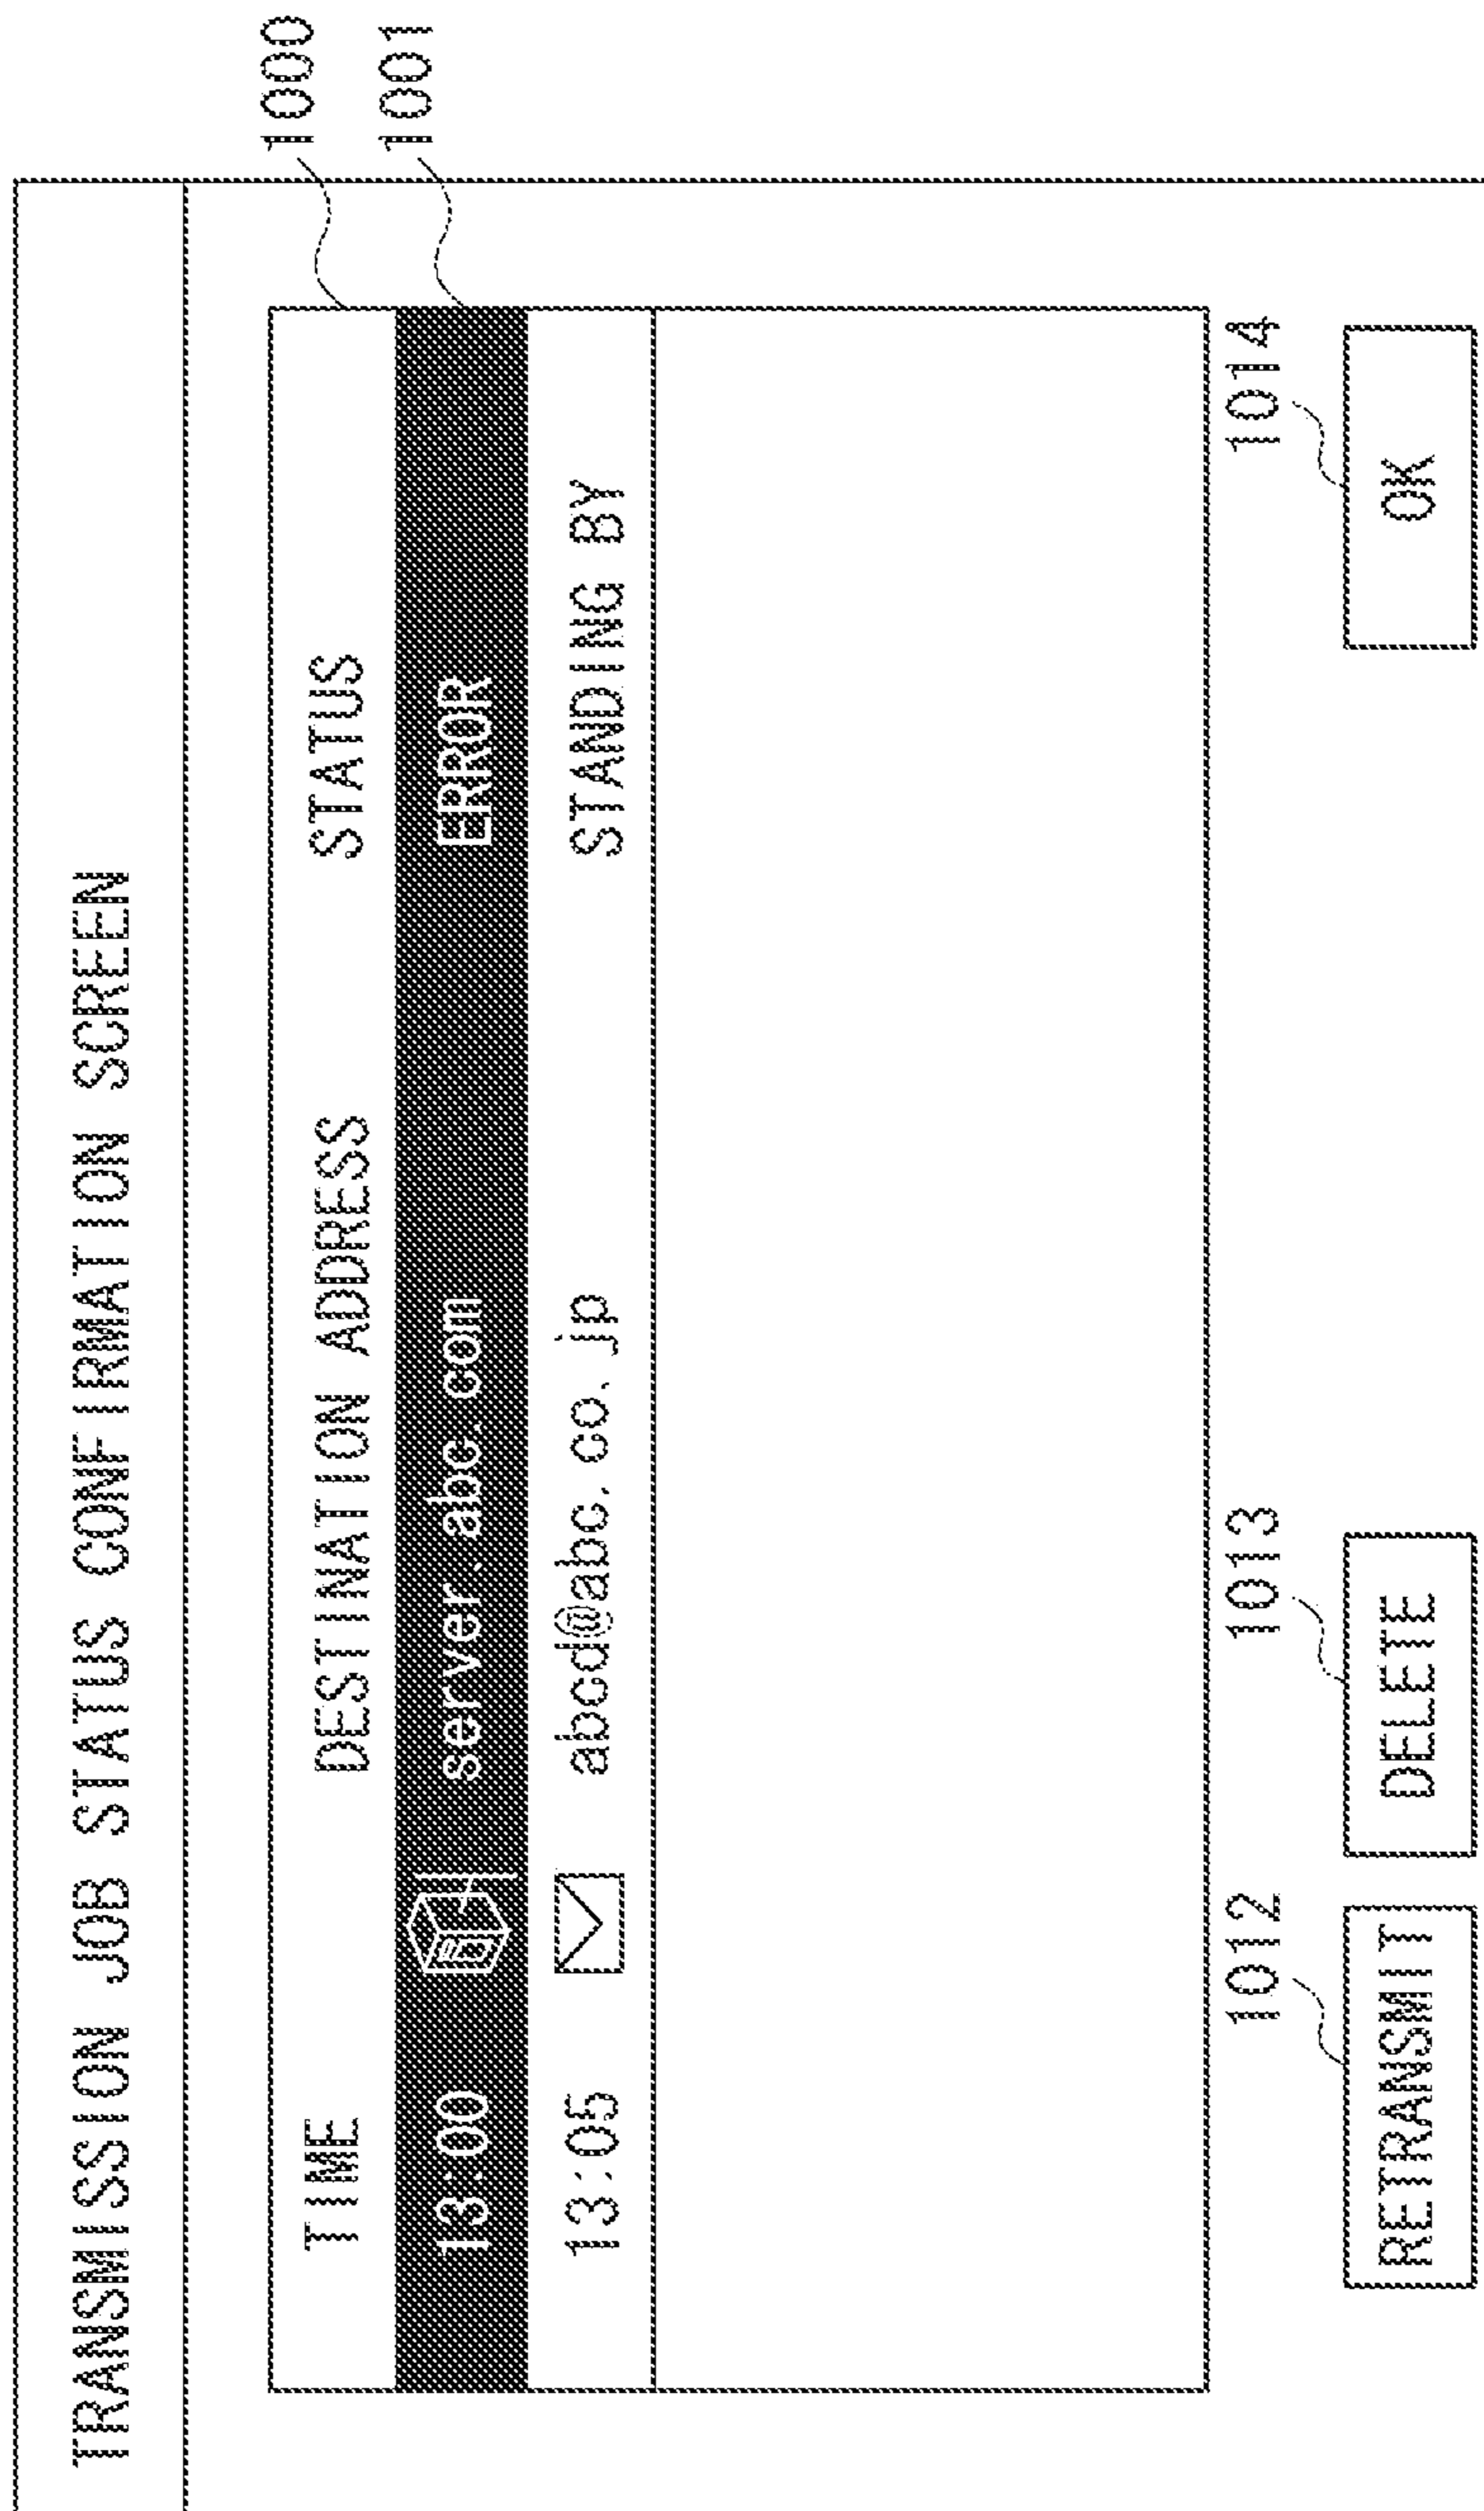 TRANSMISSION JOB STATUS CONFIRMATION SCREEN
TIME DESTINATION ADDRESS STATUS 1000
13:00 server.abc.com ERROR 1001
13:05 abcd@abc.co.jp STANDING BY
1012 1013 1014
RETRANSMIT DELETE OK